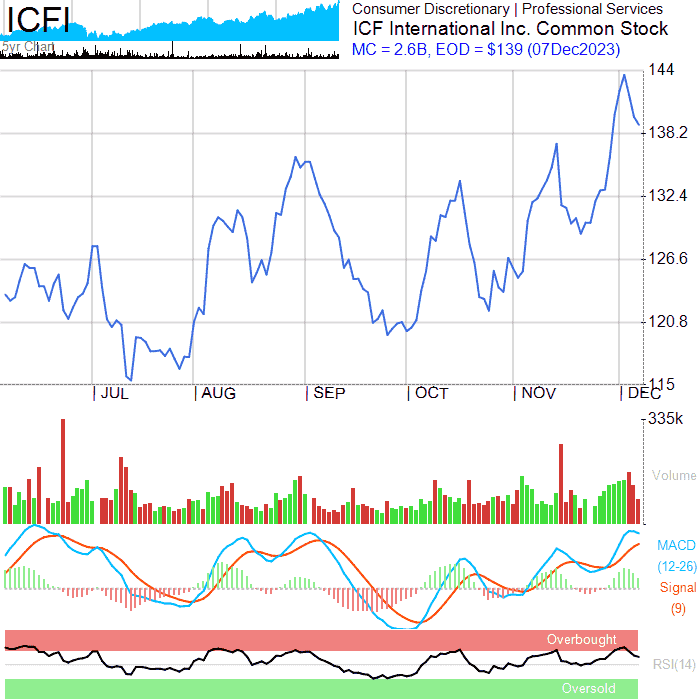 ICFI
5yr Chart
Consumer Discretionary | Professional Services
ICF International Inc. Common Stock
MC = 2.6B, EOD = $139 (07Dec2023)
144
138.2
132.4
126.6
120.8
115
JUL AUG SEP OCT NOV DEC
335k
Volume
MACD
(12-26)
Signal
(9)
Overbought
RSI(14)
Oversold